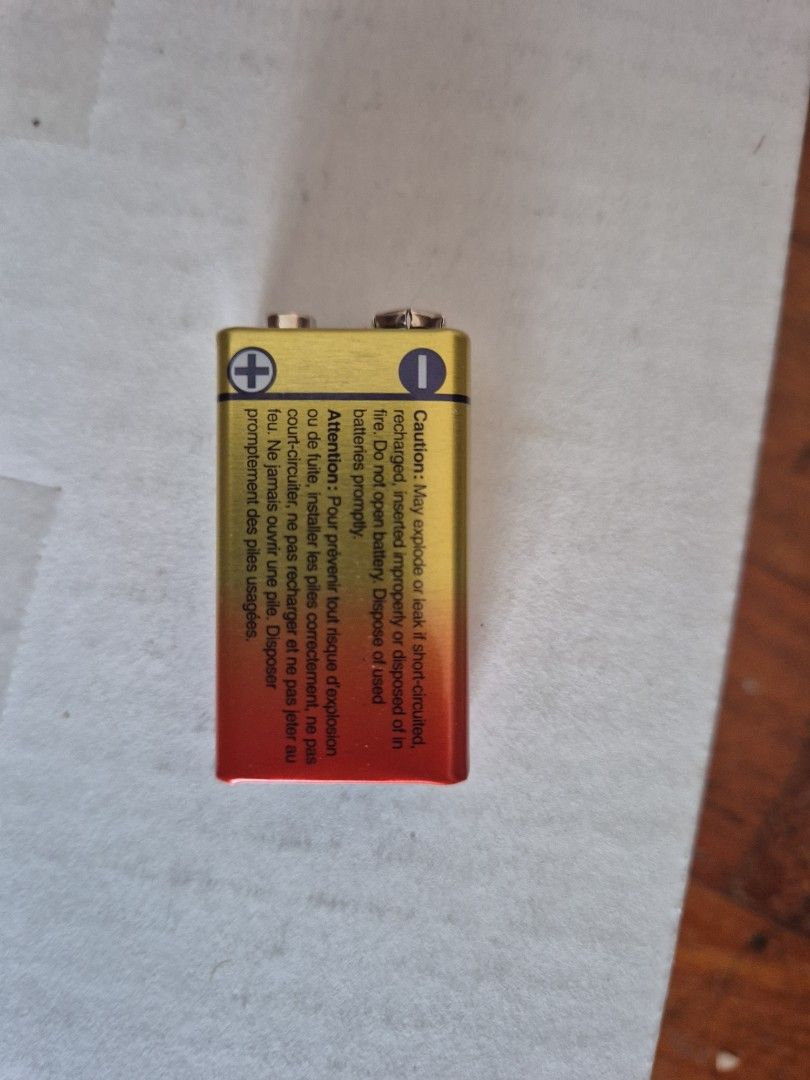 +
−
Caution: May explode or leak if short-circuited,
recharged, inserted improperly or disposed of in
fire. Do not open battery. Dispose of used
batteries promptly.
Attention: Pour prévenir tout risque d'explosion
ou de fuite, installer les piles correctement, ne pas
court-circuiter, ne pas recharger et ne pas jeter au
feu. Ne jamais ouvrir une pile. Disposer
promptement des piles usagées.